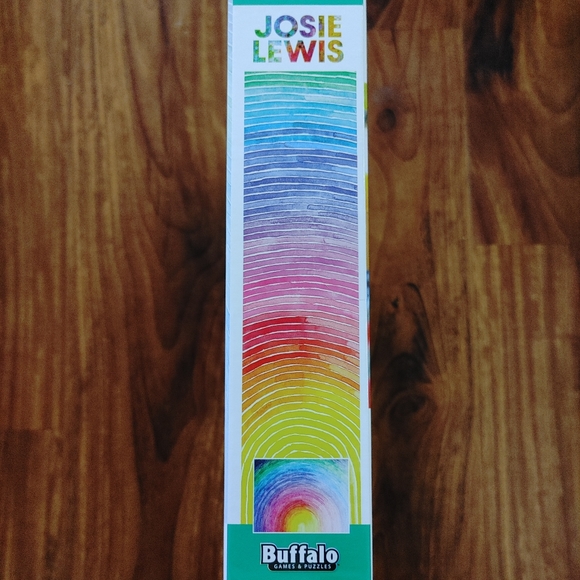 JOSIE
LEWIS
Buffalo
GAMES & PUZZLES